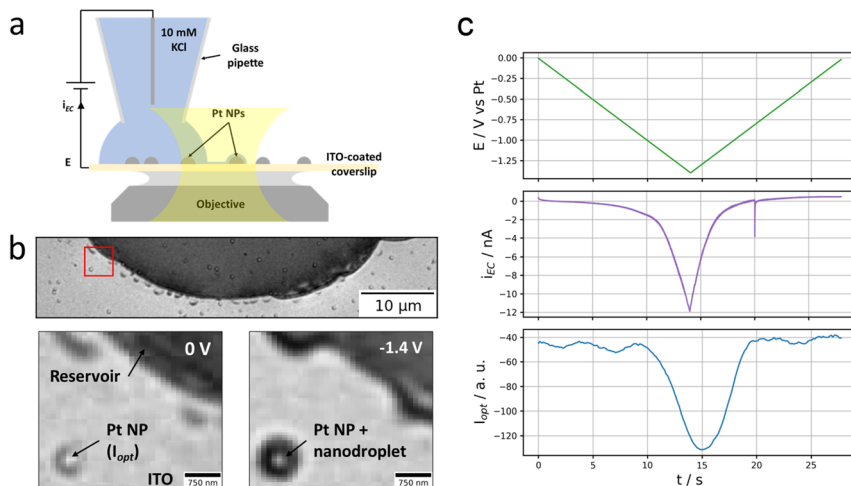 a
10 mM
KCl
Glass
pipette
i_EC
Pt NPs
E
ITO-coated
coverslip
Objective
b
10 μm
0 V
Reservoir
Pt NP
(I_opt)
ITO
750 nm
-1.4 V
Pt NP +
nanodroplet
750 nm
c
E / V vs Pt
0.00
−0.25
−0.50
−0.75
−1.00
−1.25
i_EC / nA
0
−2
−4
−6
−8
−10
−12
I_opt / a. u.
−40
−60
−80
−100
−120
0 5 10 15 20 25
t / s